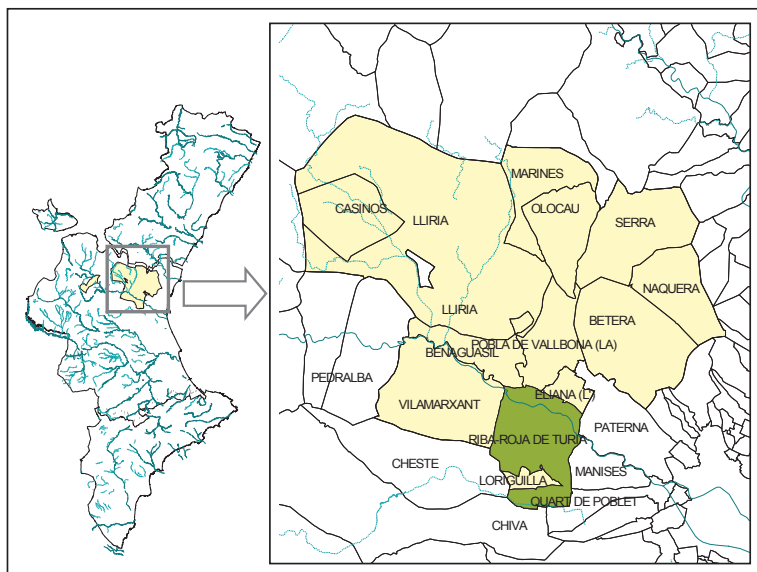 MARINES
CASINOS
OLOCAU
LLIRIA
SERRA
NAQUERA
LLIRIA
BETERA
POBLA DE VALLBONA (LA)
BENAGUASIL
PEDRALBA
ELIANA (L')
VILAMARXANT
PATERNA
RIBA-ROJA DE TURIA
CHESTE
MANISES
LORIGUILLA
QUART DE POBLET
CHIVA